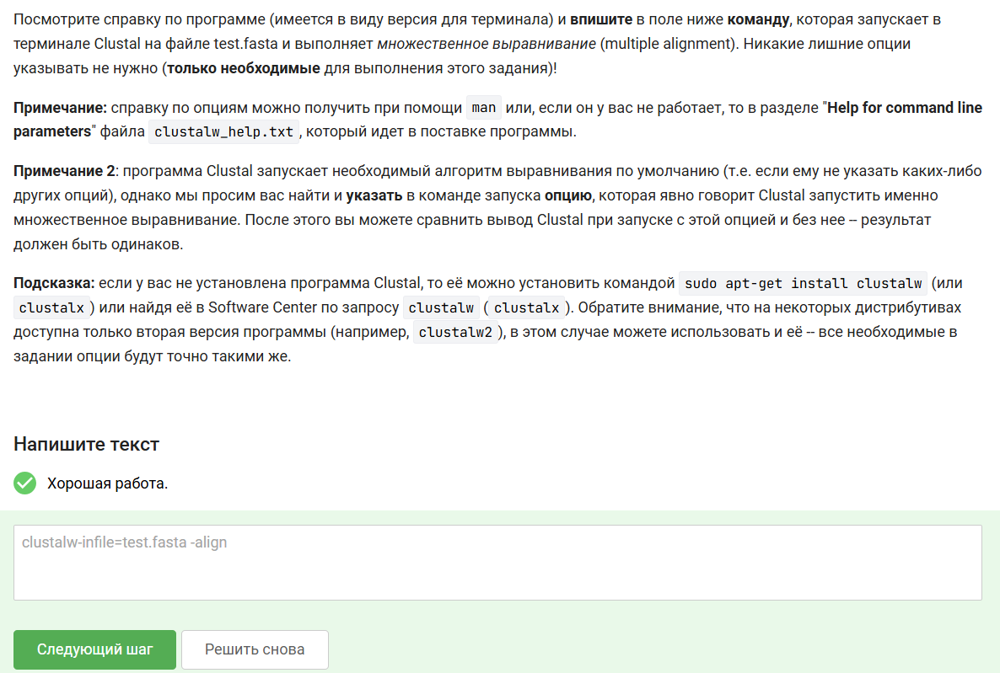 Посмотрите справку по программе (имеется в виду версия для терминала) и впишите в поле ниже команду, которая запускает в
терминале Clustal на файле test.fasta и выполняет множественное выравнивание (multiple alignment). Никакие лишние опции
указывать не нужно (только необходимые для выполнения этого задания)!
Примечание: справку по опциям можно получить при помощи man или, если он у вас не работает, то в разделе "Help for command line
parameters" файла clustalw_help.txt, который идет в поставке программы.
Примечание 2: программа Clustal запускает необходимый алгоритм выравнивания по умолчанию (т.е. если ему не указать каких-либо
других опций), однако мы просим вас найти и указать в команде запуска опцию, которая явно говорит Clustal запустить именно
множественное выравнивание. После этого вы можете сравнить вывод Clustal при запуске с этой опцией и без нее -- результат
должен быть одинаков.
Подсказка: если у вас не установлена программа Clustal, то её можно установить командой sudo apt-get install clustalw (или
clustalx) или найдя её в Software Center по запросу clustalw (clustalx). Обратите внимание, что на некоторых дистрибутивах
доступна только вторая версия программы (например, clustalw2), в этом случае можете использовать и её -- все необходимые в
задании опции будут точно такими же.
Напишите текст
Хорошая работа.
clustalw-infile=test.fasta -align
Следующий шаг Решить снова